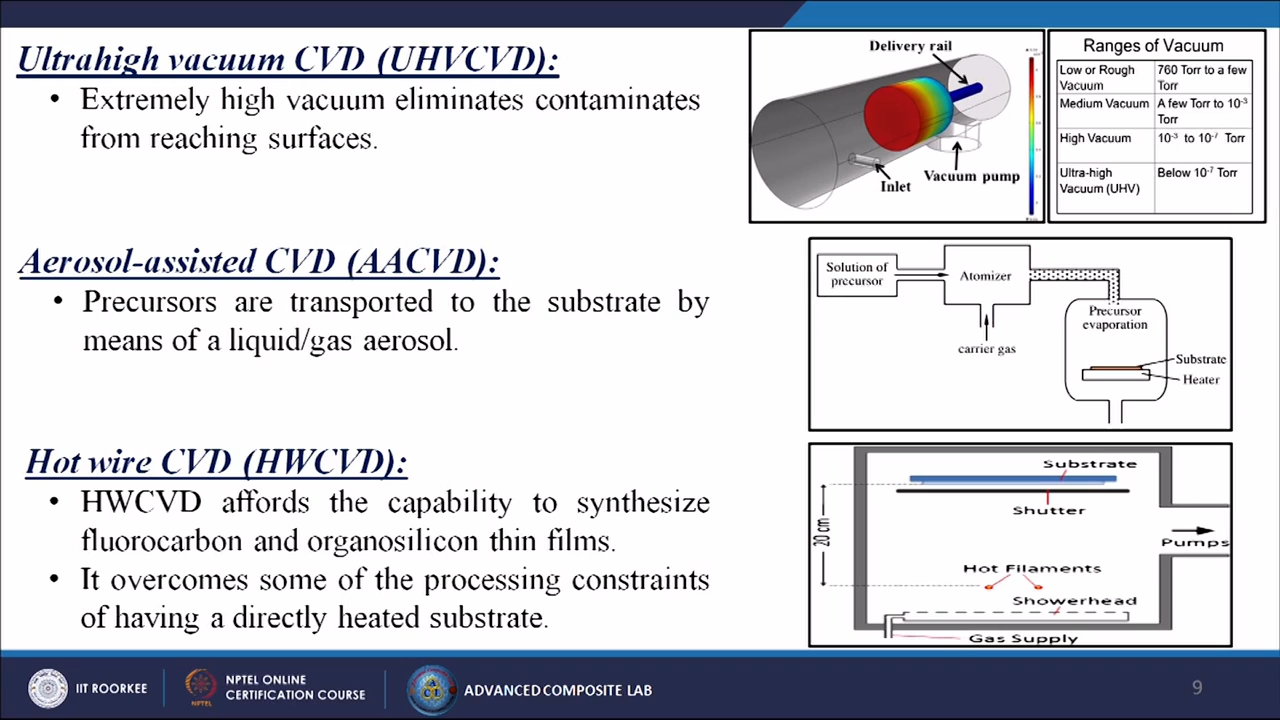 Ultrahigh vacuum CVD (UHVCVD):
• Extremely high vacuum eliminates contaminates
from reaching surfaces.
Delivery rail
Inlet
Vacuum pump
Ranges of Vacuum
Low or Rough Vacuum 760 Torr to a few Torr
Medium Vacuum A few Torr to 10⁻³ Torr
High Vacuum 10⁻³ to 10⁻⁷ Torr
Ultra-high Vacuum (UHV) Below 10⁻⁷ Torr
Aerosol-assisted CVD (AACVD):
• Precursors are transported to the substrate by
means of a liquid/gas aerosol.
Solution of
precursor
Atomizer
carrier gas
Precursor
evaporation
Substrate
Heater
Hot wire CVD (HWCVD):
• HWCVD affords the capability to synthesize
fluorocarbon and organosilicon thin films.
• It overcomes some of the processing constraints
of having a directly heated substrate.
Substrate
Shutter
20 cm
Pumps
Hot Filaments
Showerhead
Gas Supply
IIT ROORKEE
NPTEL ONLINE
CERTIFICATION COURSE
ADVANCED COMPOSITE LAB
9